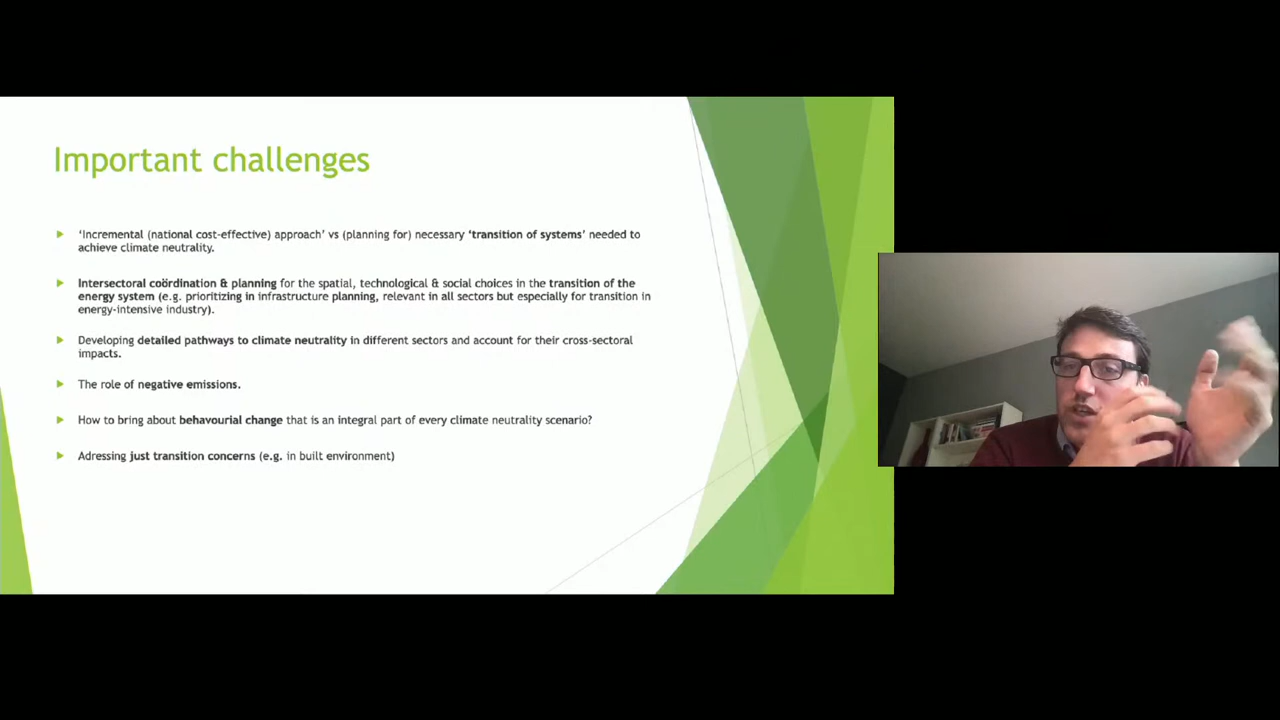 Important challenges
‘Incremental (national cost-effective) approach’ vs (planning for) necessary ‘transition of systems’ needed to
achieve climate neutrality.
Intersectoral coördination & planning for the spatial, technological & social choices in the transition of the
energy system (e.g. prioritizing in infrastructure planning, relevant in all sectors but especially for transition in
energy-intensive industry).
Developing detailed pathways to climate neutrality in different sectors and account for their cross-sectoral
impacts.
The role of negative emissions.
How to bring about behavourial change that is an integral part of every climate neutrality scenario?
Adressing just transition concerns (e.g. in built environment)